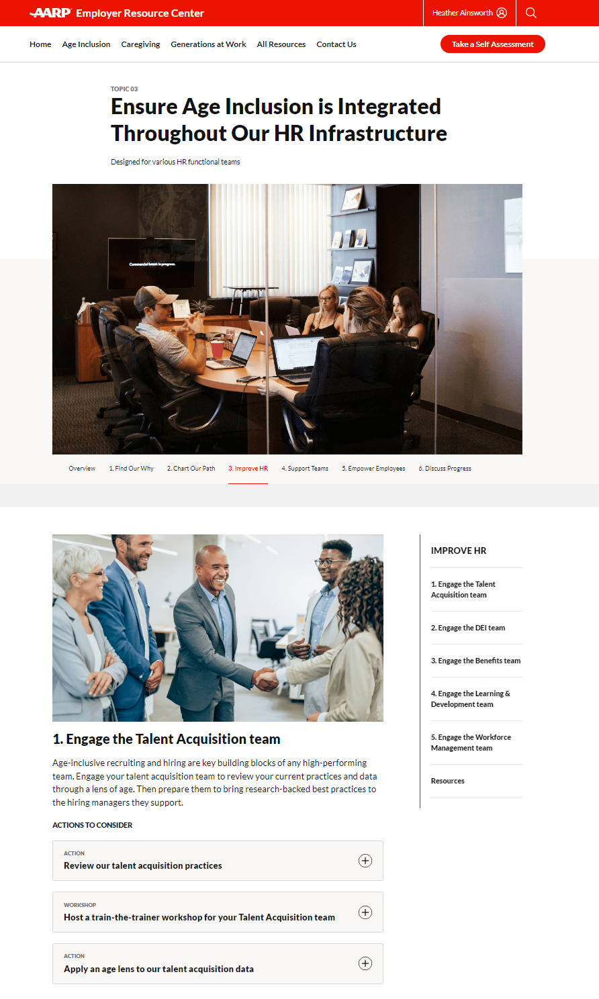 AARP Employer Resource Center
Heather Ainsworth
Home Age Inclusion Caregiving Generations at Work All Resources Contact Us
Take a Self Assessment
TOPIC 03
Ensure Age Inclusion is Integrated
Throughout Our HR Infrastructure
Designed for various HR functional teams
Commercial break in progress.
Overview 1. Find Our Why 2. Chart Our Path 3. Improve HR 4. Support Teams 5. Empower Employees 6. Discuss Progress
1. Engage the Talent Acquisition team
Age-inclusive recruiting and hiring are key building blocks of any high-performing
team. Engage your talent acquisition team to review your current practices and data
through a lens of age. Then prepare them to bring research-backed best practices to
the hiring managers they support.
ACTIONS TO CONSIDER
ACTION
Review our talent acquisition practices
WORKSHOP
Host a train-the-trainer workshop for your Talent Acquisition team
ACTION
Apply an age lens to our talent acquisition data
IMPROVE HR
1. Engage the Talent
Acquisition team
2. Engage the DEI team
3. Engage the Benefits team
4. Engage the Learning &
Development team
5. Engage the Workforce
Management team
Resources